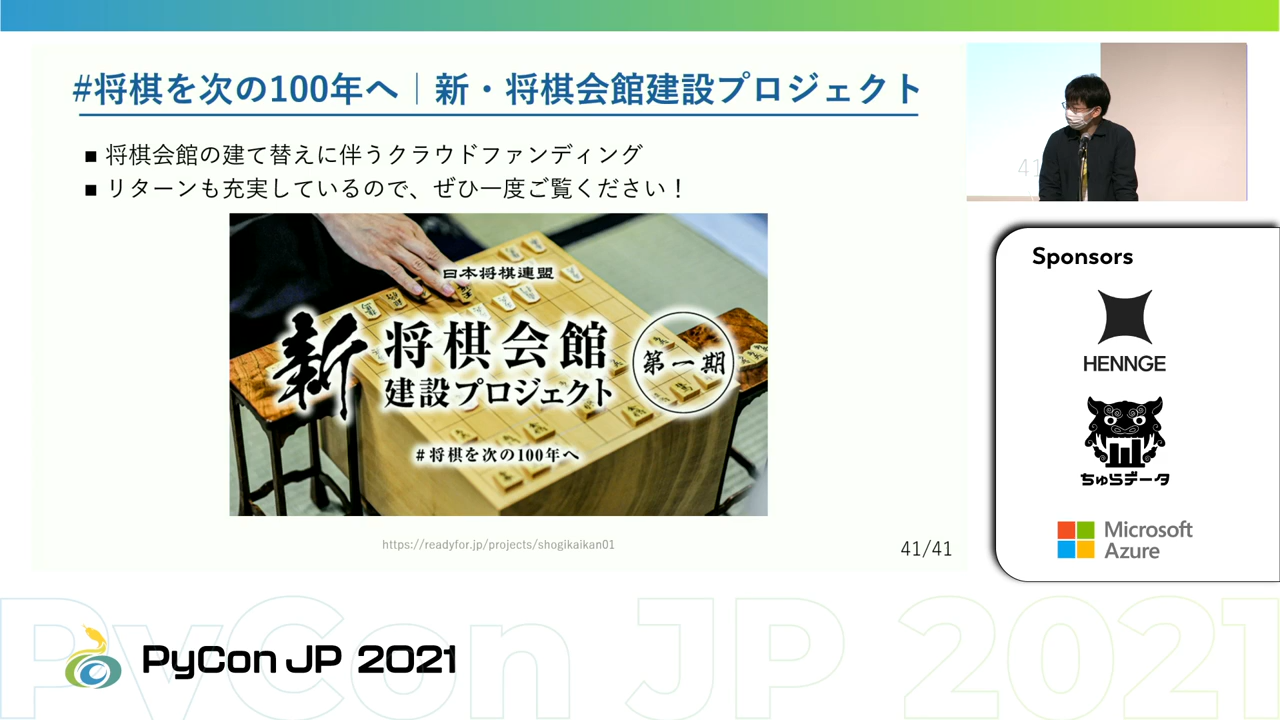 #将棋を次の100年へ｜新・将棋会館建設プロジェクト
■ 将棋会館の建て替えに伴うクラウドファンディング
■ リターンも充実しているので、ぜひ一度ご覧ください！
日本将棋連盟
新 将棋会館
建設プロジェクト
第一期
#将棋を次の100年へ
https://readyfor.jp/projects/shogikaikan01
41/41
41
Sponsors
HENNGE
ちゅらデータ
Microsoft
Azure
PyCon JP 2021
PyCon JP 2021